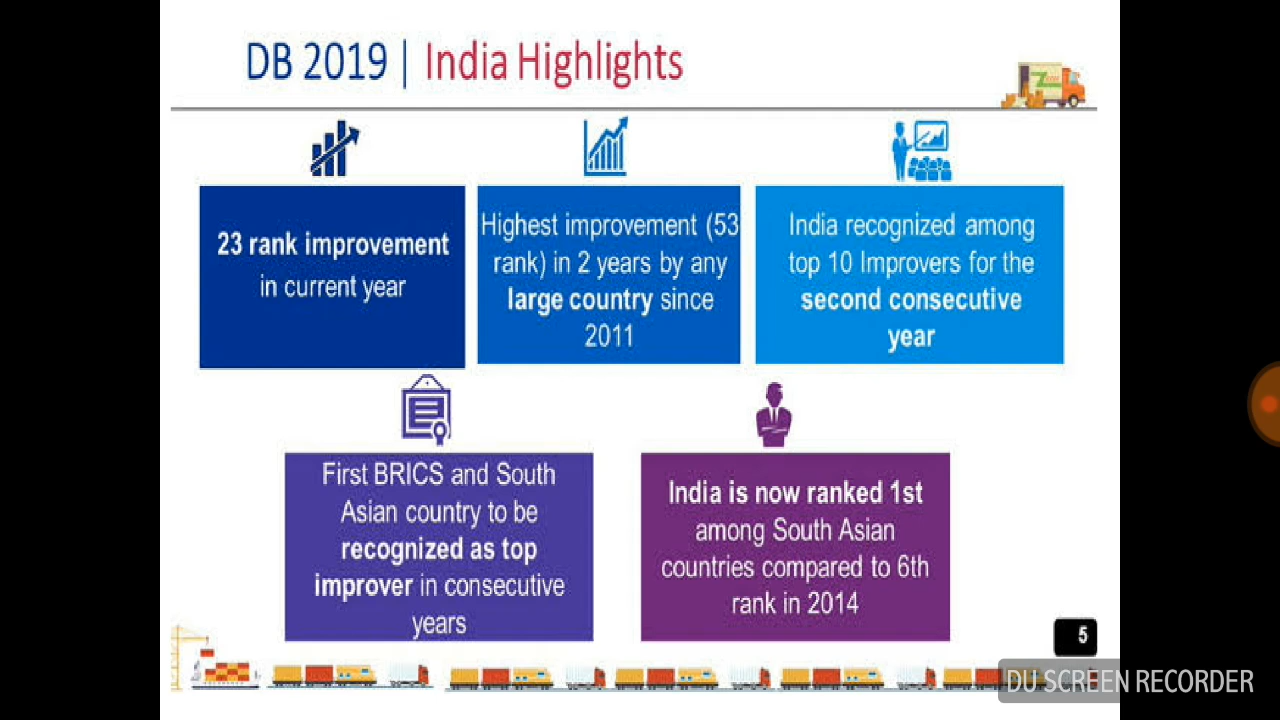 DB 2019 | India Highlights
23 rank improvement
in current year
Highest improvement (53
rank) in 2 years by any
large country since
2011
India recognized among
top 10 Improvers for the
second consecutive
year
First BRICS and South
Asian country to be
recognized as top
improver in consecutive
years
India is now ranked 1st
among South Asian
countries compared to 6th
rank in 2014
5
DU SCREEN RECORDER